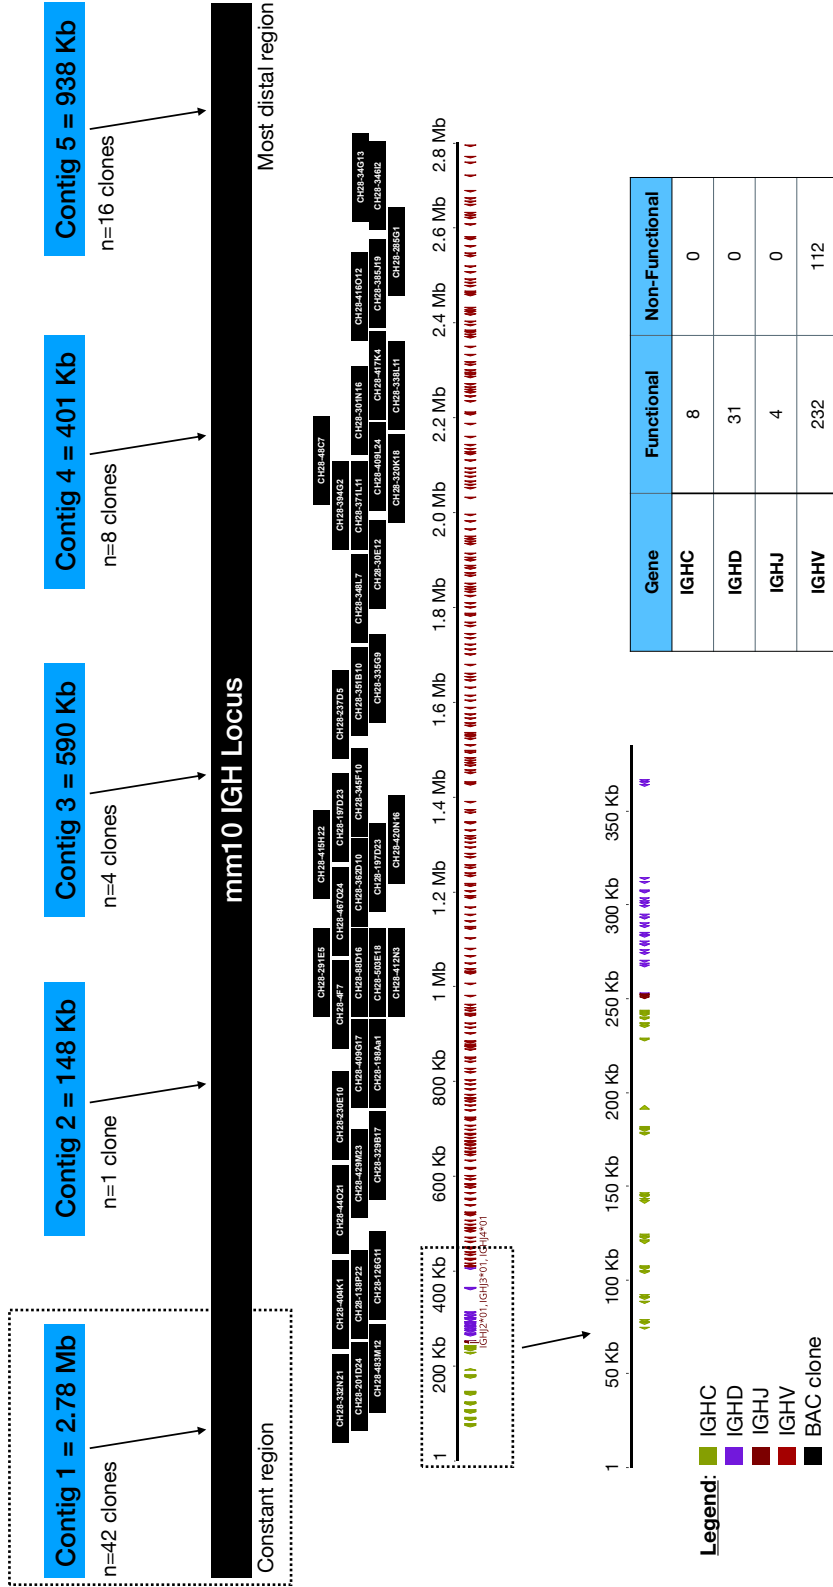 Contig 1 = 2.78 Mb
Contig 2 = 148 Kb
Contig 3 = 590 Kb
Contig 4 = 401 Kb
Contig 5 = 938 Kb
n=42 clones
n=1 clone
n=4 clones
n=8 clones
n=16 clones
mm10 IGH Locus
Constant region
Most distal region
CH28-291E5
CH28-415H22
CH28-48C7
CH28-332N21
CH28-404K1
CH28-44O21
CH28-230E10
CH28-4F7
CH28-467O24
CH28-197D23
CH28-237D5
CH28-394G2
CH28-201D24
CH28-138P22
CH28-429M23
CH28-409G17
CH28-88D16
CH28-362D10
CH28-345F10
CH28-351B10
CH28-348L7
CH28-371L11
CH28-301N16
CH28-416O12
CH28-34G13
CH28-483M12
CH28-126G11
CH28-329B17
CH28-198Aa1
CH28-503E18
CH28-197D23
CH28-335G9
CH28-30E12
CH28-409L24
CH28-417K4
CH28-385J19
CH28-346I2
CH28-412N3
CH28-420N16
CH28-320K18
CH28-338L11
CH28-285G1
1 200 Kb 400 Kb 600 Kb 800 Kb 1 Mb 1.2 Mb 1.4 Mb 1.6 Mb 1.8 Mb 2.0 Mb 2.2 Mb 2.4 Mb 2.6 Mb 2.8 Mb
IGHJ2*01, IGHJ3*01, IGHJ4*01
1 50 Kb 100 Kb 150 Kb 200 Kb 250 Kb 300 Kb 350 Kb
Gene Functional Non-Functional
IGHC 8 0
IGHD 31 0
IGHJ 4 0
IGHV 232 112
Legend:
IGHC
IGHD
IGHJ
IGHV
BAC clone